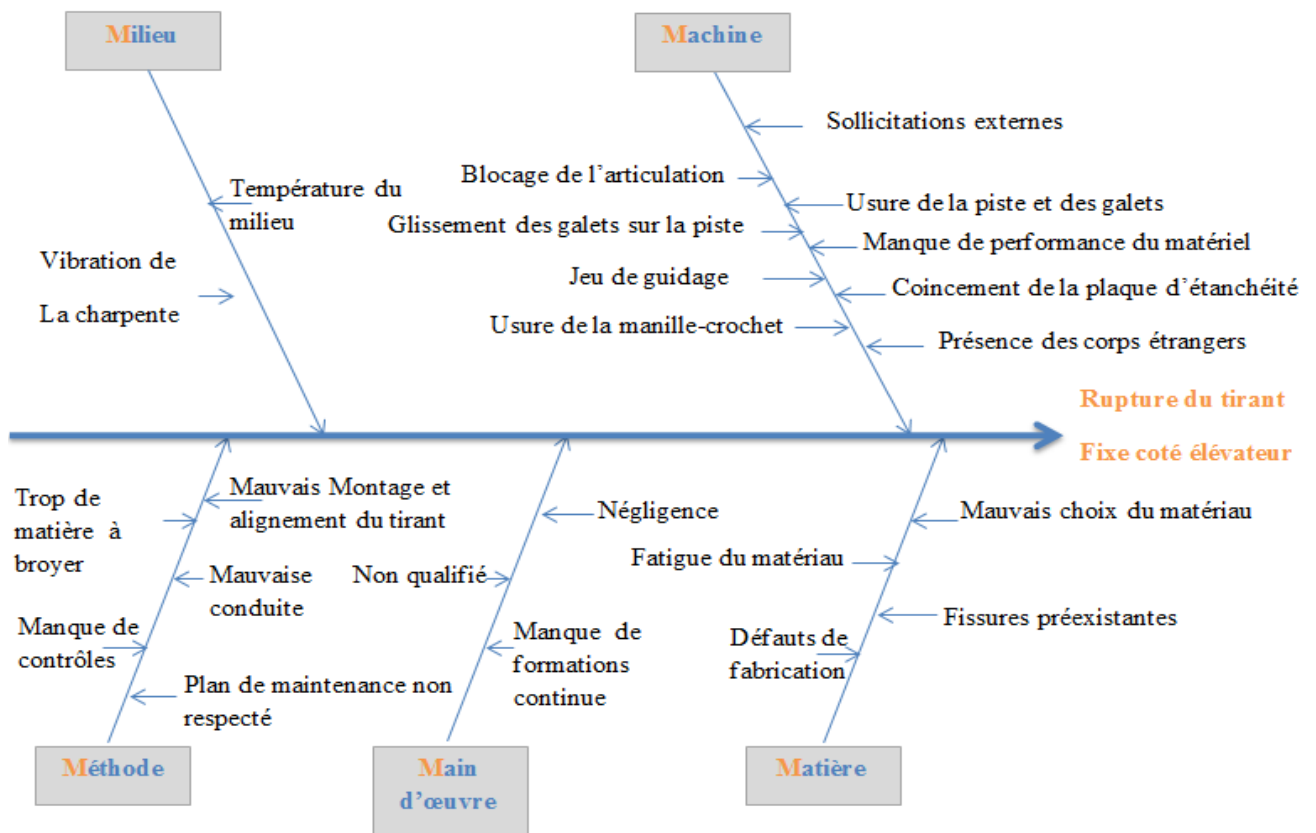 Milieu
Machine
Sollicitations externes
Blocage de l’articulation
Température du
milieu
Usure de la piste et des galets
Glissement des galets sur la piste
Manque de performance du matériel
Vibration de
La charpente
Jeu de guidage
Coincement de la plaque d’étanchéité
Usure de la manille-crochet
Présence des corps étrangers
Rupture du tirant
Fixe coté élévateur
Trop de
matière à
broyer
Mauvais Montage et
alignement du tirant
Mauvaise
conduite
Manque de
contrôles
Plan de maintenance non
respecté
Négligence
Non qualifié
Manque de
formations
continue
Mauvais choix du matériau
Fatigue du matériau
Fissures préexistantes
Défauts de
fabrication
Méthode
Main
d’œuvre
Matière